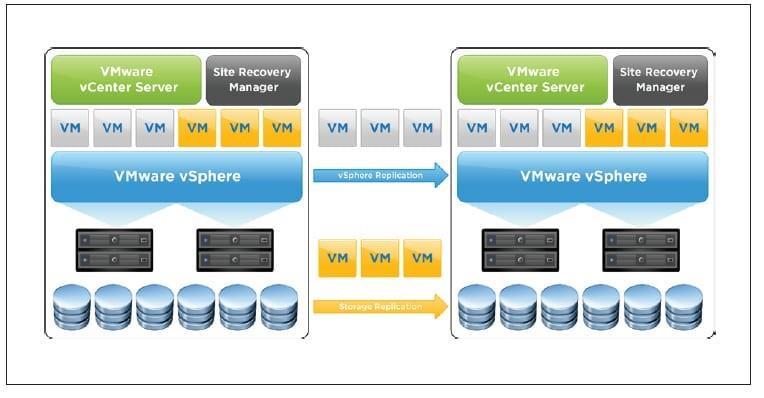 VMware
vCenter Server
Site Recovery
Manager
VM VM VM VM VM VM
VMware vSphere
VM VM VM
vSphere Replication
VM VM VM
Storage Replication
VMware
vCenter Server
Site Recovery
Manager
VM VM VM VM VM VM
VMware vSphere